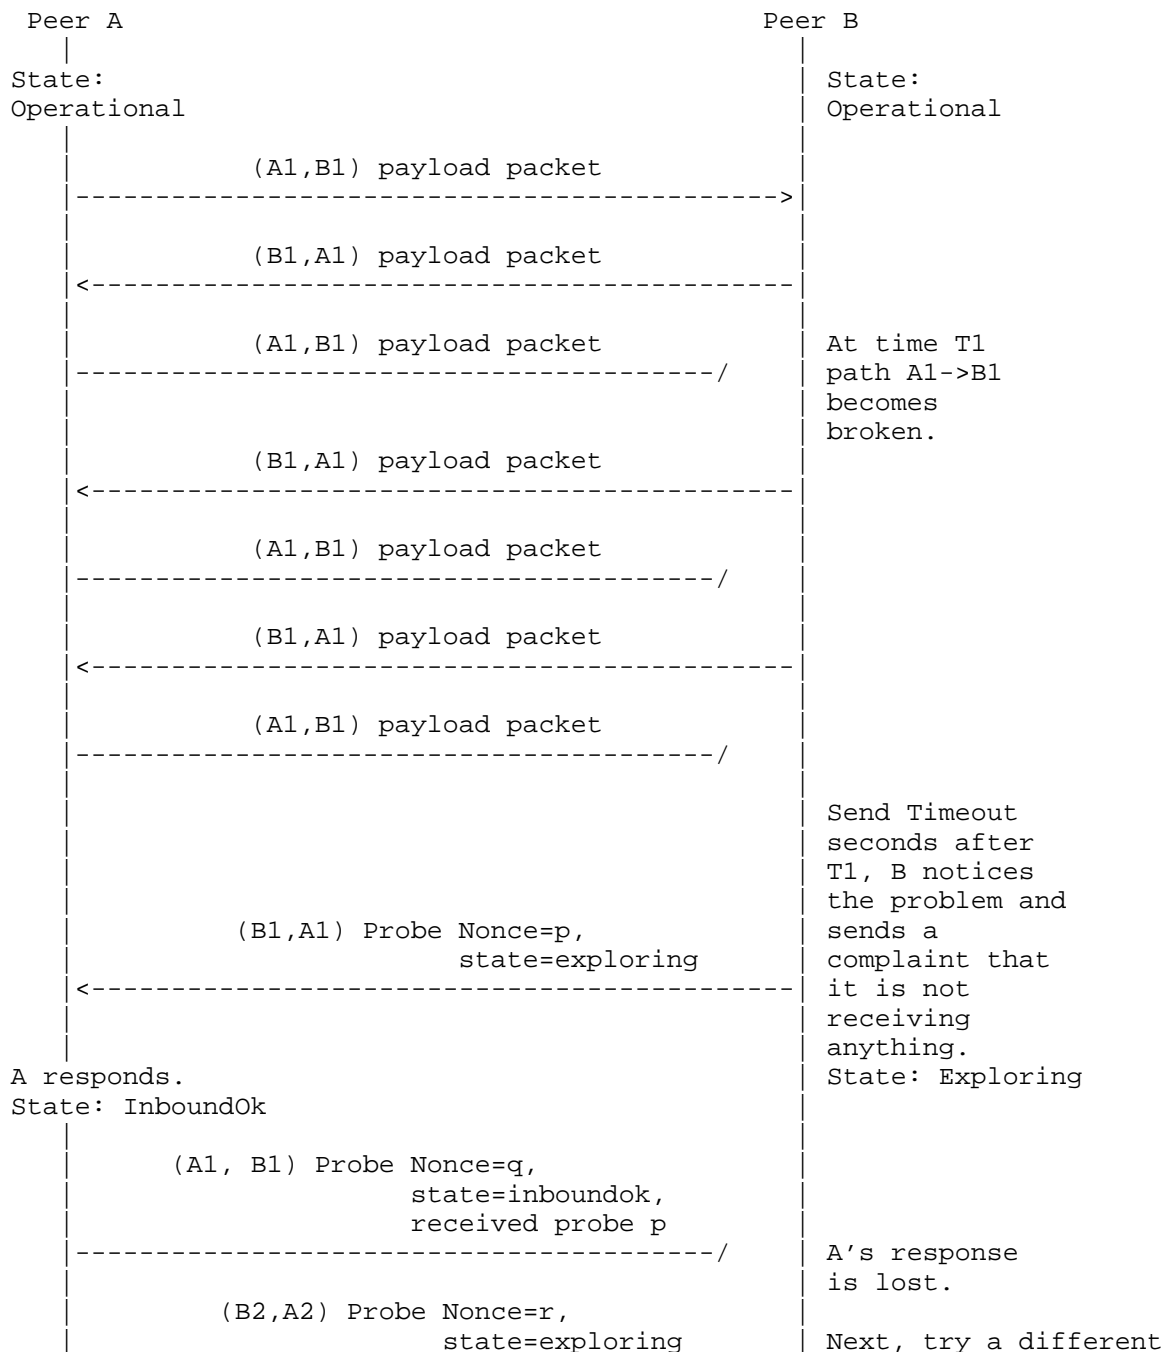 Peer A Peer B
State: State:
Operational Operational
(A1,B1) payload packet
(B1,A1) payload packet
(A1,B1) payload packet At time T1
path A1->B1
becomes
broken.
(B1,A1) payload packet
(A1,B1) payload packet
(B1,A1) payload packet
(A1,B1) payload packet
Send Timeout
seconds after
T1, B notices
the problem and
(B1,A1) Probe Nonce=p, sends a
state=exploring complaint that
it is not
receiving
anything.
A responds. State: Exploring
State: InboundOk
(A1, B1) Probe Nonce=q,
state=inboundok,
received probe p
A's response
is lost.
(B2,A2) Probe Nonce=r,
state=exploring Next, try a different